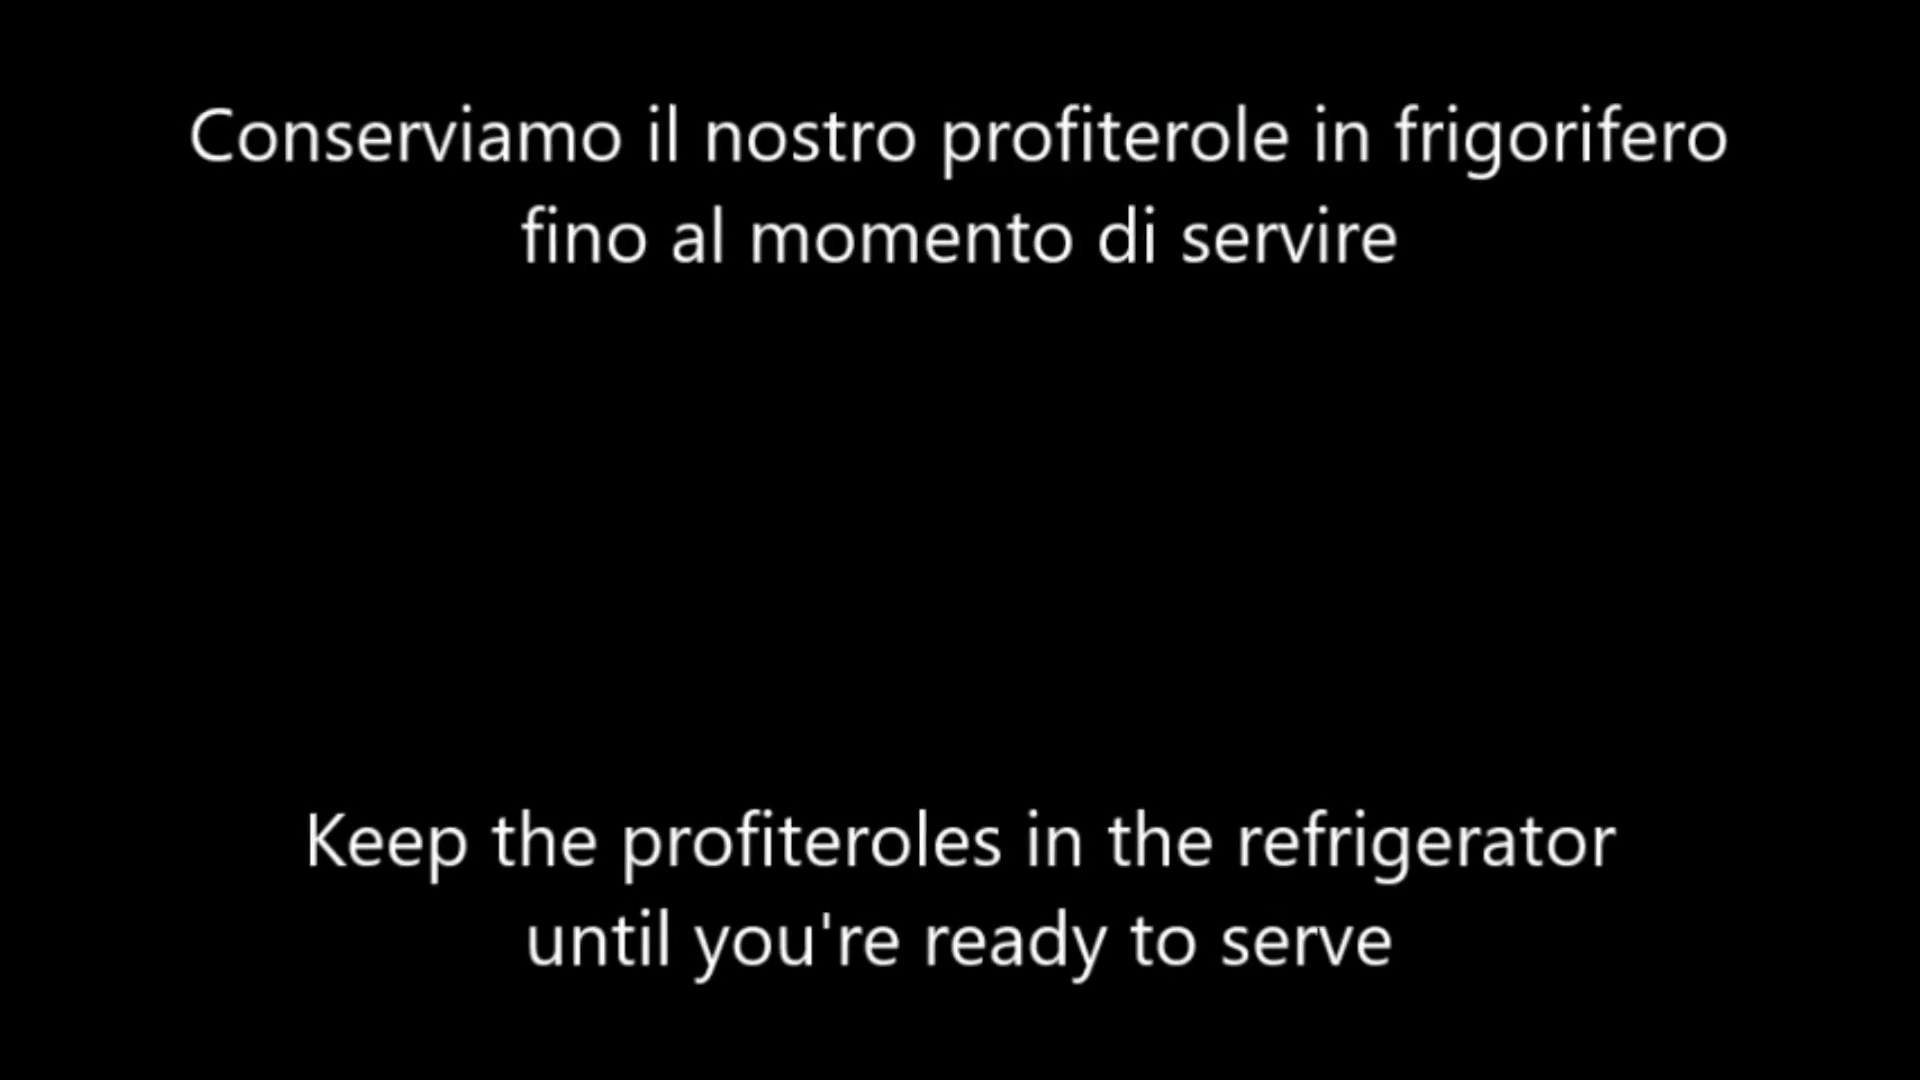 Conserviamo il nostro profiterole in frigorifero
fino al momento di servire
Keep the profiteroles in the refrigerator
until you're ready to serve